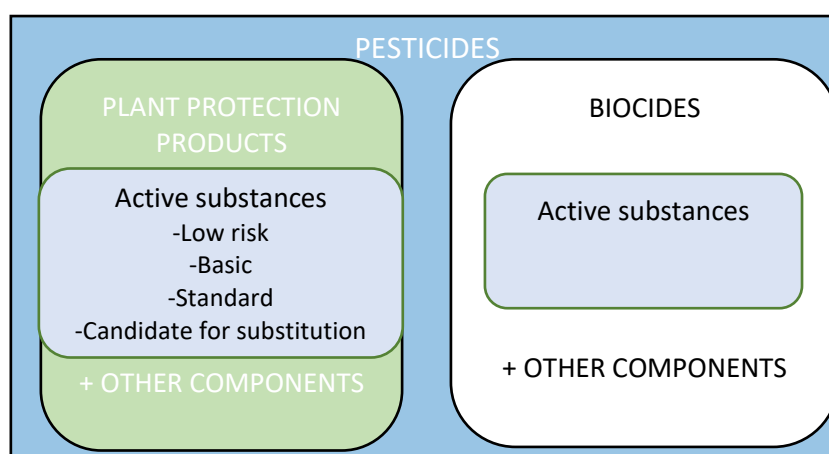 PESTICIDES
PLANT PROTECTION
PRODUCTS
Active substances
-Low risk
-Basic
-Standard
-Candidate for substitution
+ OTHER COMPONENTS
BIOCIDES
Active substances
+ OTHER COMPONENTS